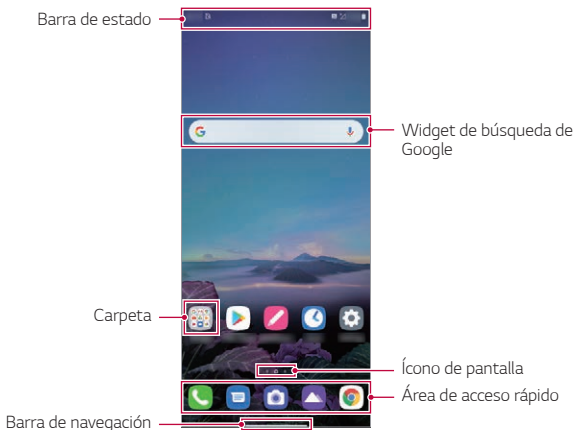 Barra de estado
Widget de búsqueda de
Google
Carpeta
Ícono de pantalla
Área de acceso rápido
Barra de navegación